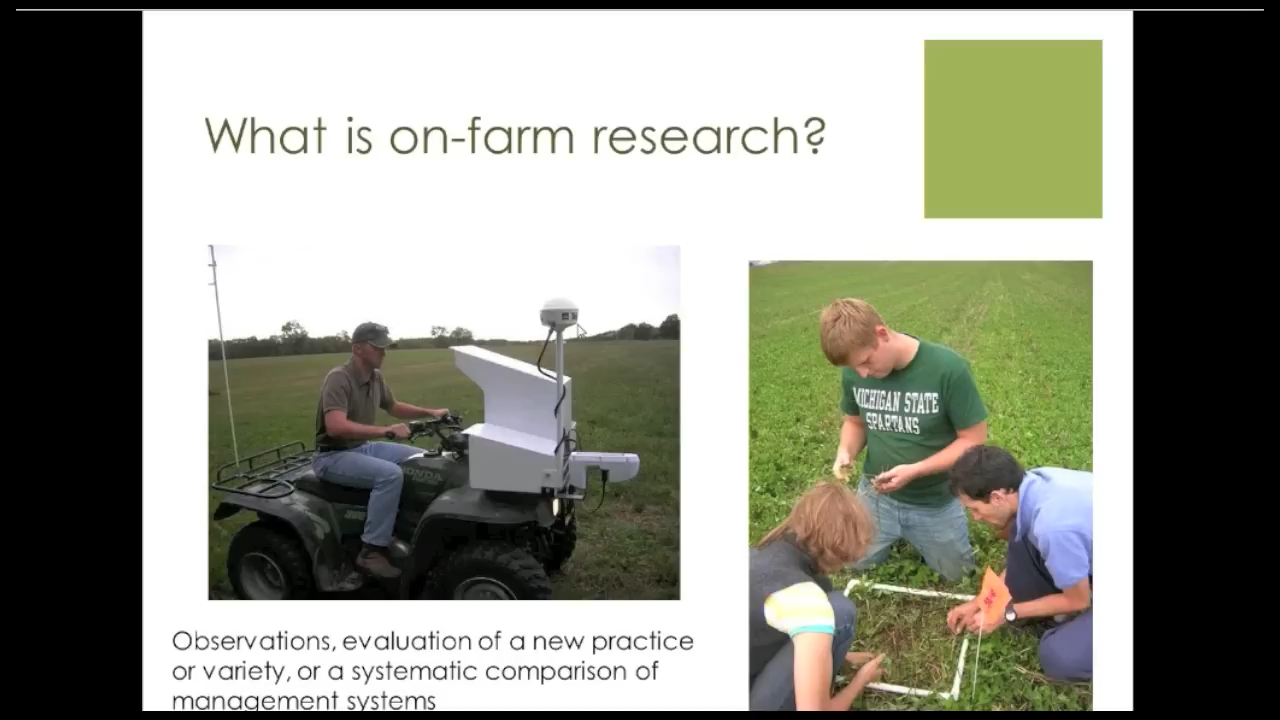 What is on-farm research?
HONDA
MICHIGAN STATE
SPARTANS
Observations, evaluation of a new practice
or variety, or a systematic comparison of
management systems